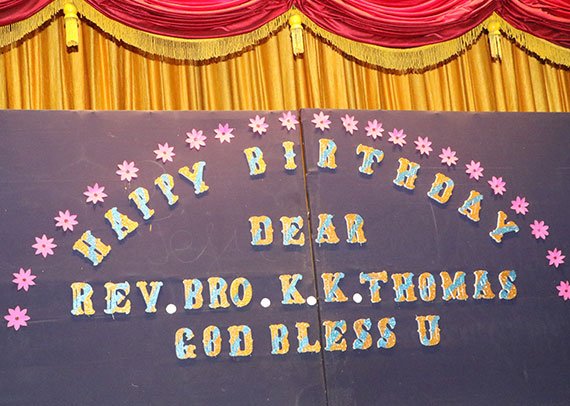 HAPPY BIRTHDAY
DEAR
REV. BRO. K. K. THOMAS
GOD BLESS U